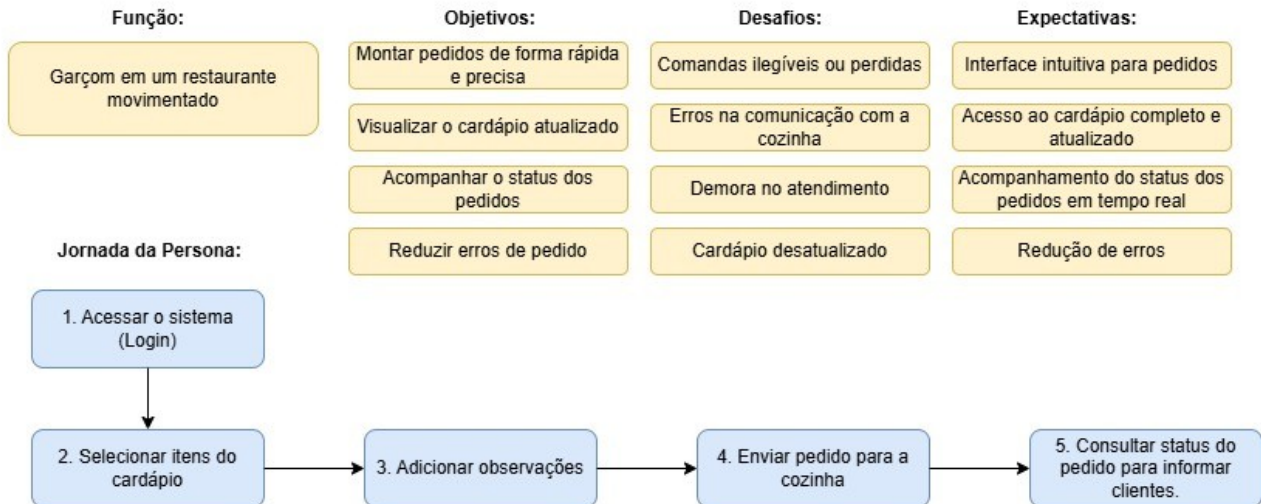 Função:
Objetivos:
Desafios:
Expectativas:
Garçom em um restaurante
movimentado
Montar pedidos de forma rápida
e precisa
Comandas ilegíveis ou perdidas
Interface intuitiva para pedidos
Visualizar o cardápio atualizado
Erros na comunicação com a
cozinha
Acesso ao cardápio completo e
atualizado
Acompanhar o status dos
pedidos
Demora no atendimento
Acompanhamento do status dos
pedidos em tempo real
Reduzir erros de pedido
Cardápio desatualizado
Redução de erros
Jornada da Persona:
1. Acessar o sistema
(Login)
2. Selecionar itens do
cardápio
3. Adicionar observações
4. Enviar pedido para a
cozinha
5. Consultar status do
pedido para informar
clientes.